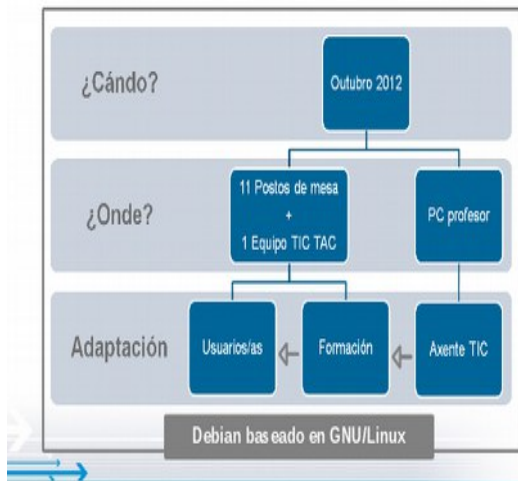 ¿Cándo?
Outubro 2012
¿Onde?
11 Postos de mesa
+
1 Equipo TIC TAC
PC profesor
Adaptación
Usuarios/as
Formación
Axente TIC
Debian baseado en GNU/Linux